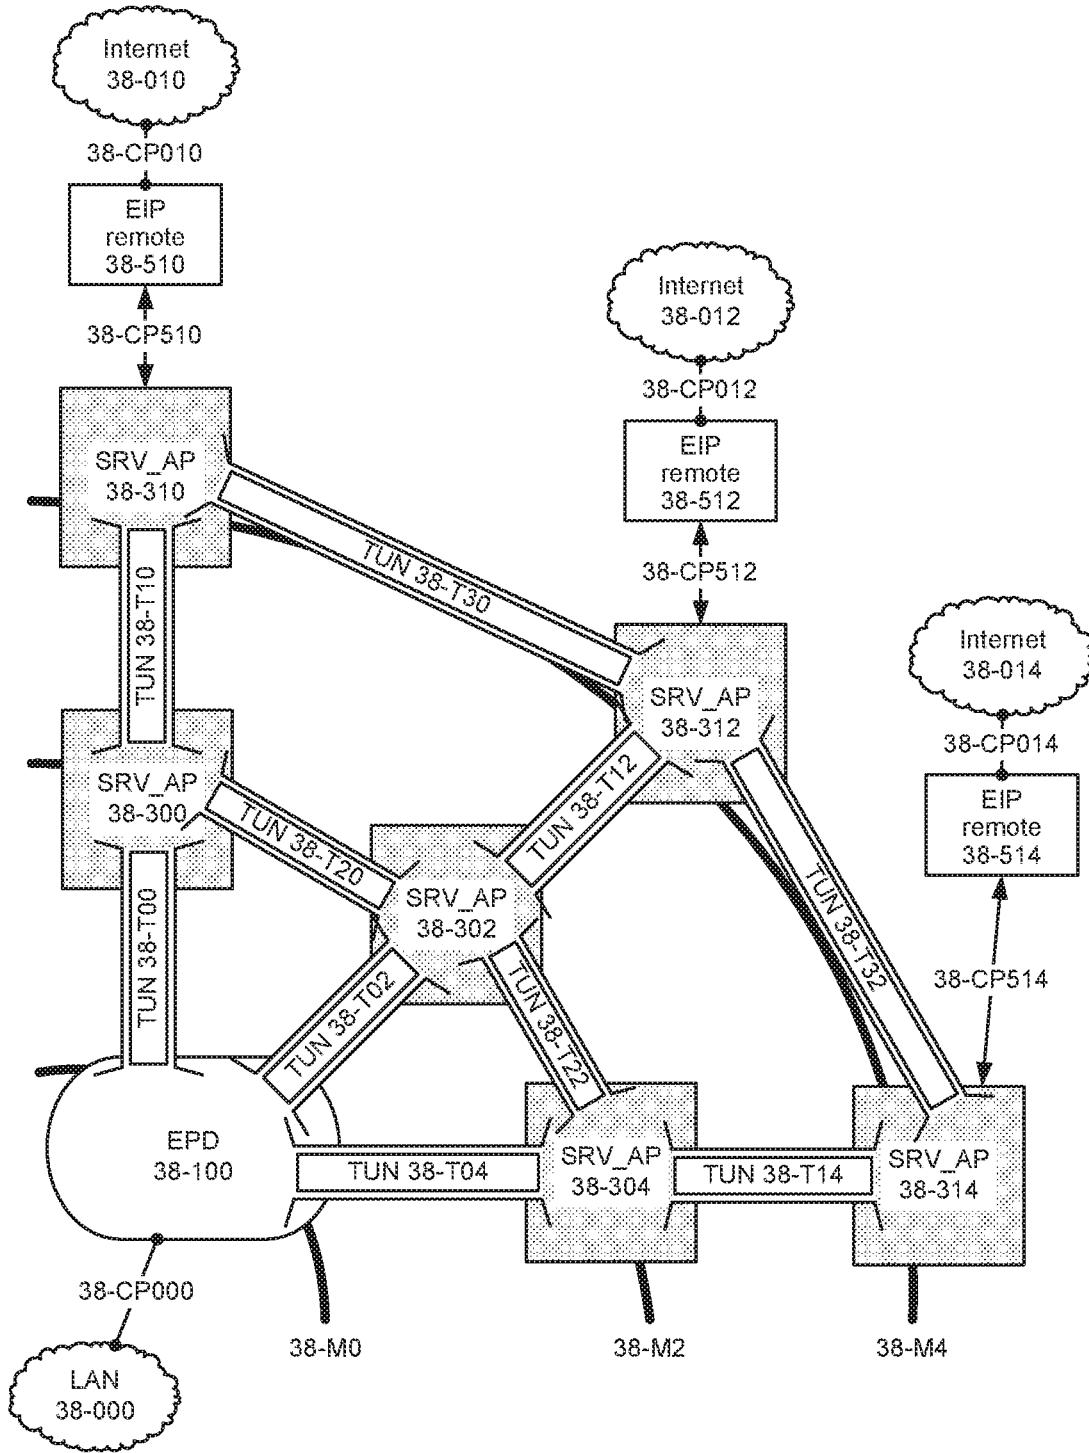 Internet
38-010
38-CP010
EIP
remote
38-510
38-CP510
Internet
38-012
38-CP012
EIP
remote
38-512
38-CP512
SRV_AP
38-310
TUN 38-T30
TUN 38-T10
Internet
38-014
38-CP014
EIP
remote
38-514
38-CP514
SRV_AP
38-312
SRV_AP
38-300
TUN 38-T12
TUN 38-T20
SRV_AP
38-302
TUN 38-T32
TUN 38-T00
TUN 38-T02
TUN 38-T22
EPD
38-100
TUN 38-T04
SRV_AP
38-304
TUN 38-T14
SRV_AP
38-314
38-CP000
38-M0
38-M2
38-M4
LAN
38-000